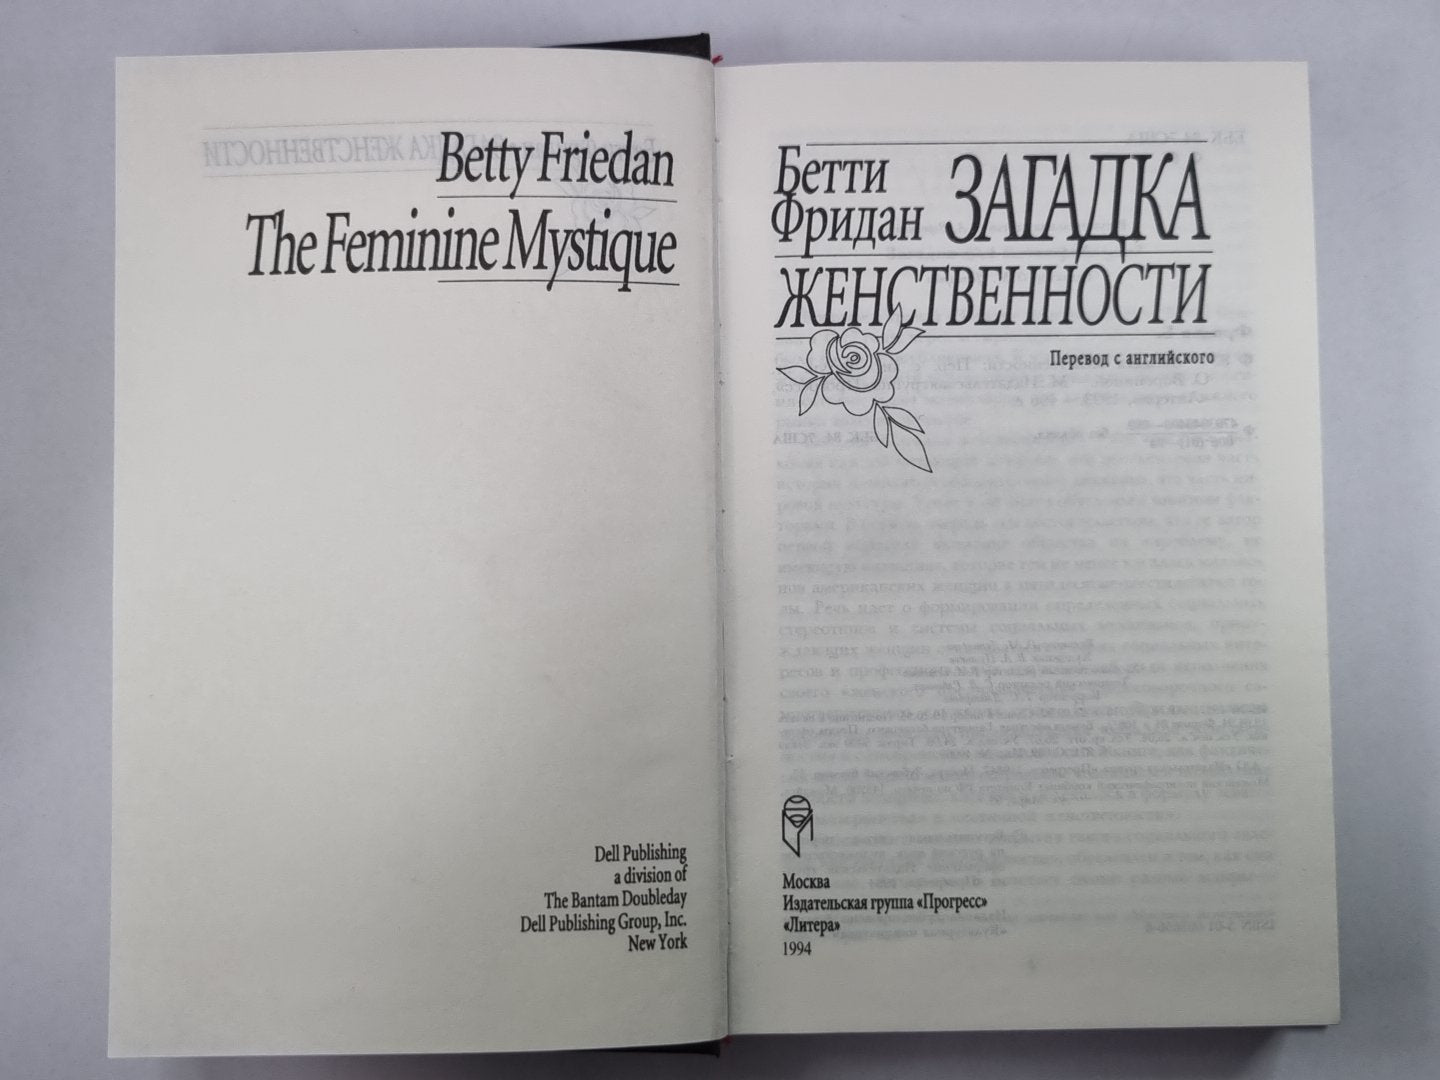 Betty Friedan
The Feminine Mystique
Dell Publishing
a division of
The Bantam Doubleday
Dell Publishing Group, Inc.
New York
Бетти
Фридан
ЗАГАДКА
ЖЕНСТВЕННОСТИ
Перевод с английского
Москва
Издательская группа «Прогресс»
«Литера»
1994